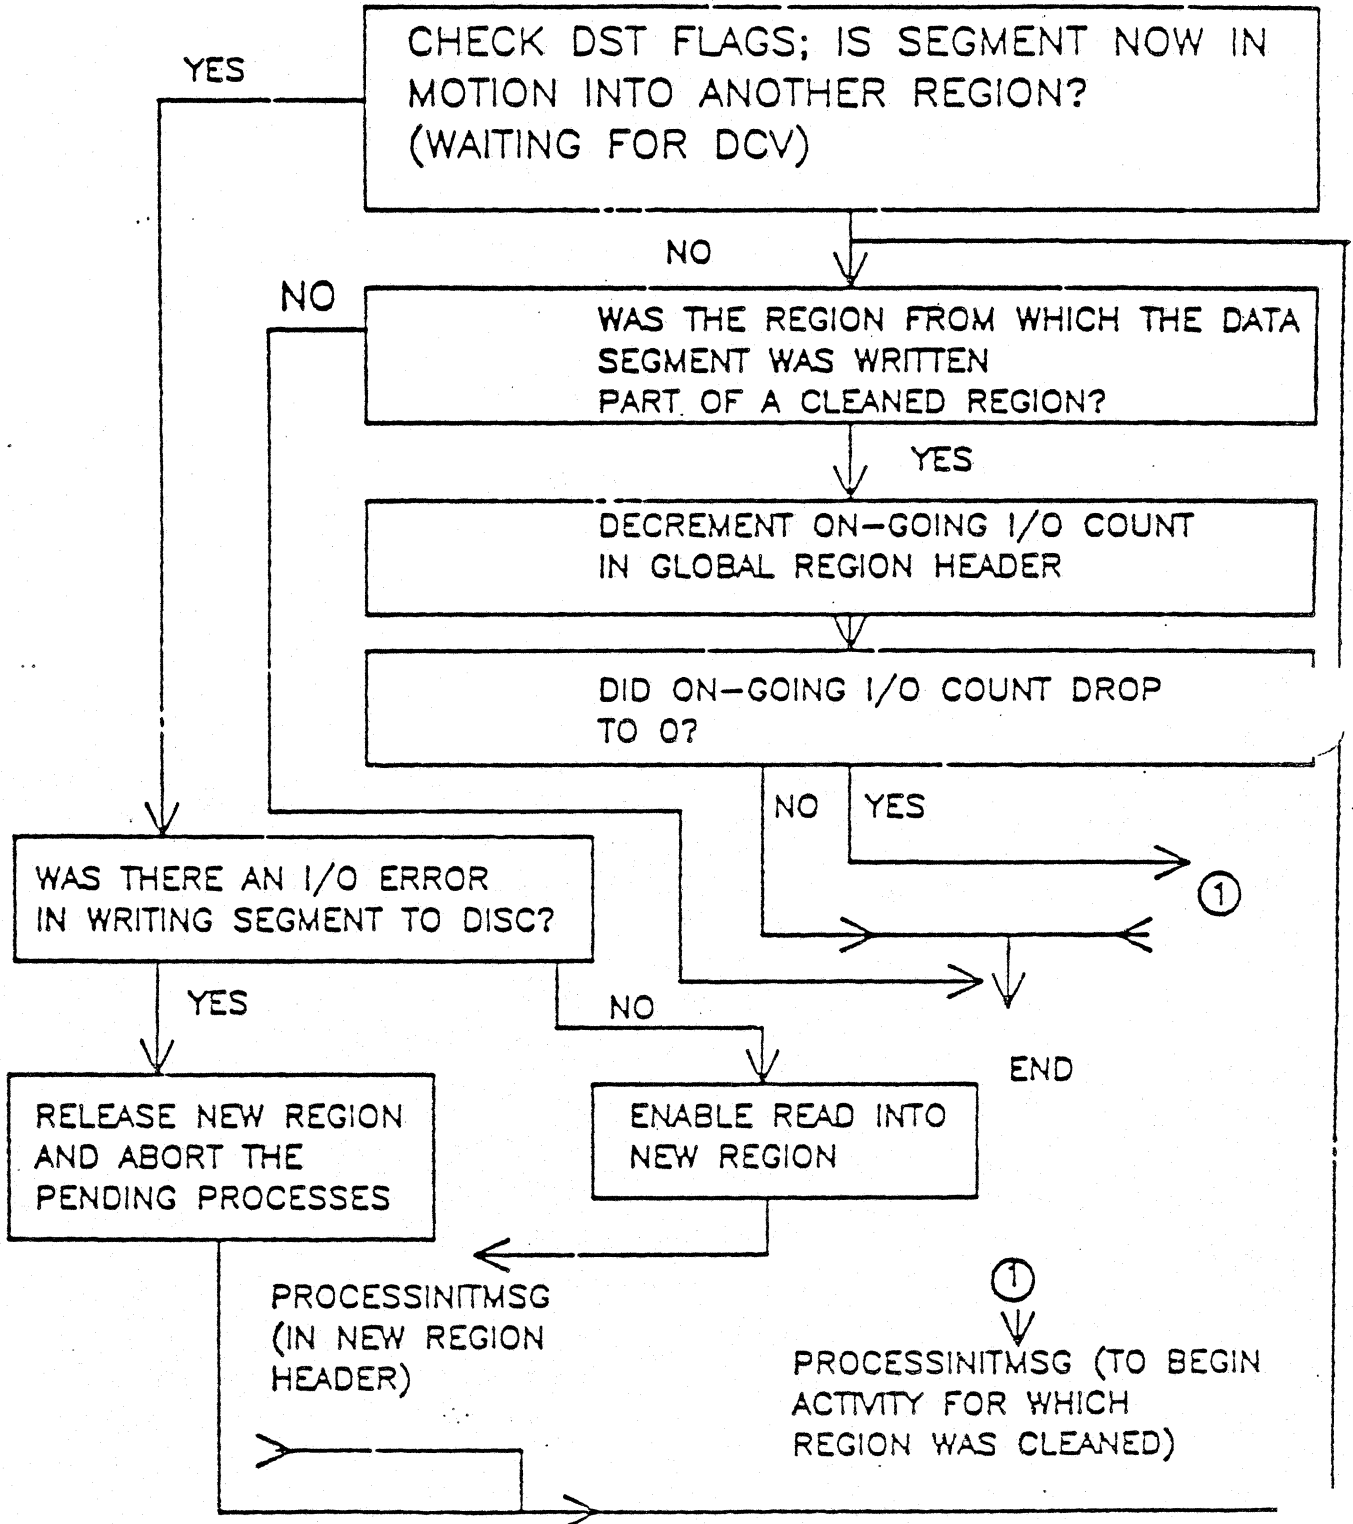 CHECK DST FLAGS; IS SEGMENT NOW IN
MOTION INTO ANOTHER REGION?
(WAITING FOR DCV)
YES
NO
NO
WAS THE REGION FROM WHICH THE DATA
SEGMENT WAS WRITTEN
PART OF A CLEANED REGION?
YES
DECREMENT ON-GOING I/O COUNT
IN GLOBAL REGION HEADER
DID ON-GOING I/O COUNT DROP
TO 0?
NO
YES
1
WAS THERE AN I/O ERROR
IN WRITING SEGMENT TO DISC?
YES
NO
END
RELEASE NEW REGION
AND ABORT THE
PENDING PROCESSES
ENABLE READ INTO
NEW REGION
PROCESSINITMSG
(IN NEW REGION
HEADER)
1
PROCESSINITMSG (TO BEGIN
ACTIVITY FOR WHICH
REGION WAS CLEANED)